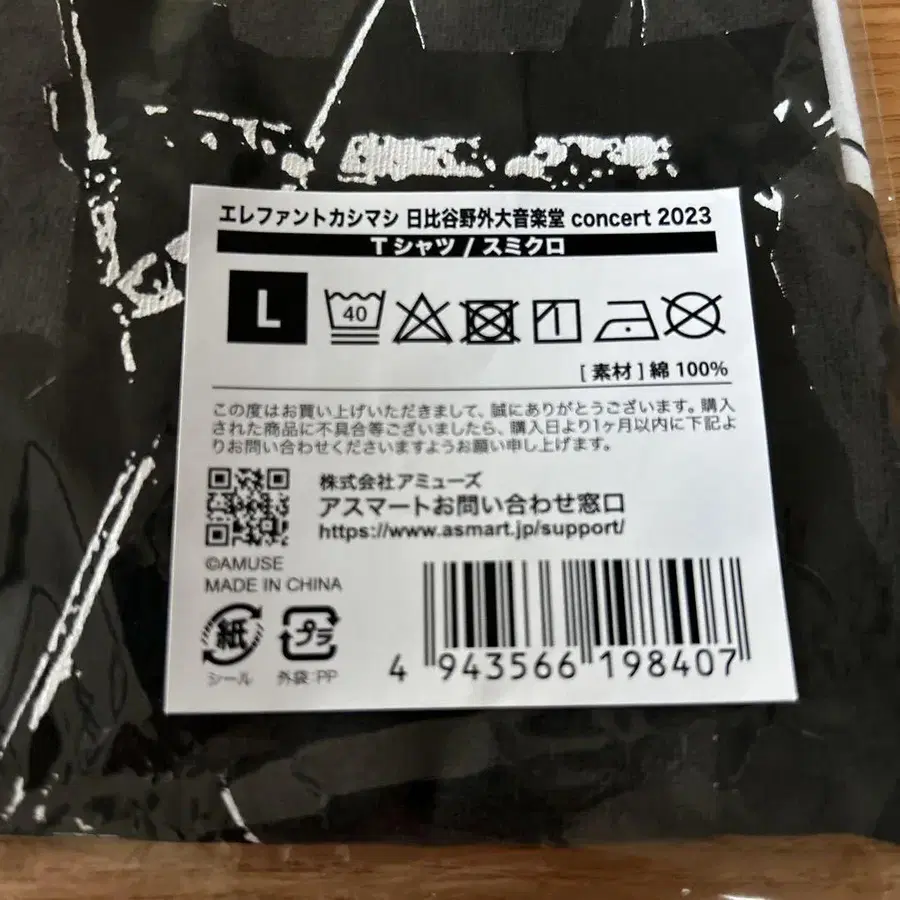 エレファントカシマシ 日比谷野外大音楽堂 concert 2023
Tシャツ / スミクロ
L
40
[ 素材 ] 綿 100%
この度はお買い上げいただきまして、誠にありがとうございます。購入
された商品に不具合等ございましたら、購入日より1ヶ月以内に下記よ
りお問い合わせくださいますようお願い申し上げます。
株式会社アミューズ
アスマートお問い合わせ窓口
https://www.asmart.jp/support/
©AMUSE
MADE IN CHINA
紙
プラ
シール
外袋:PP
4 943566 198407